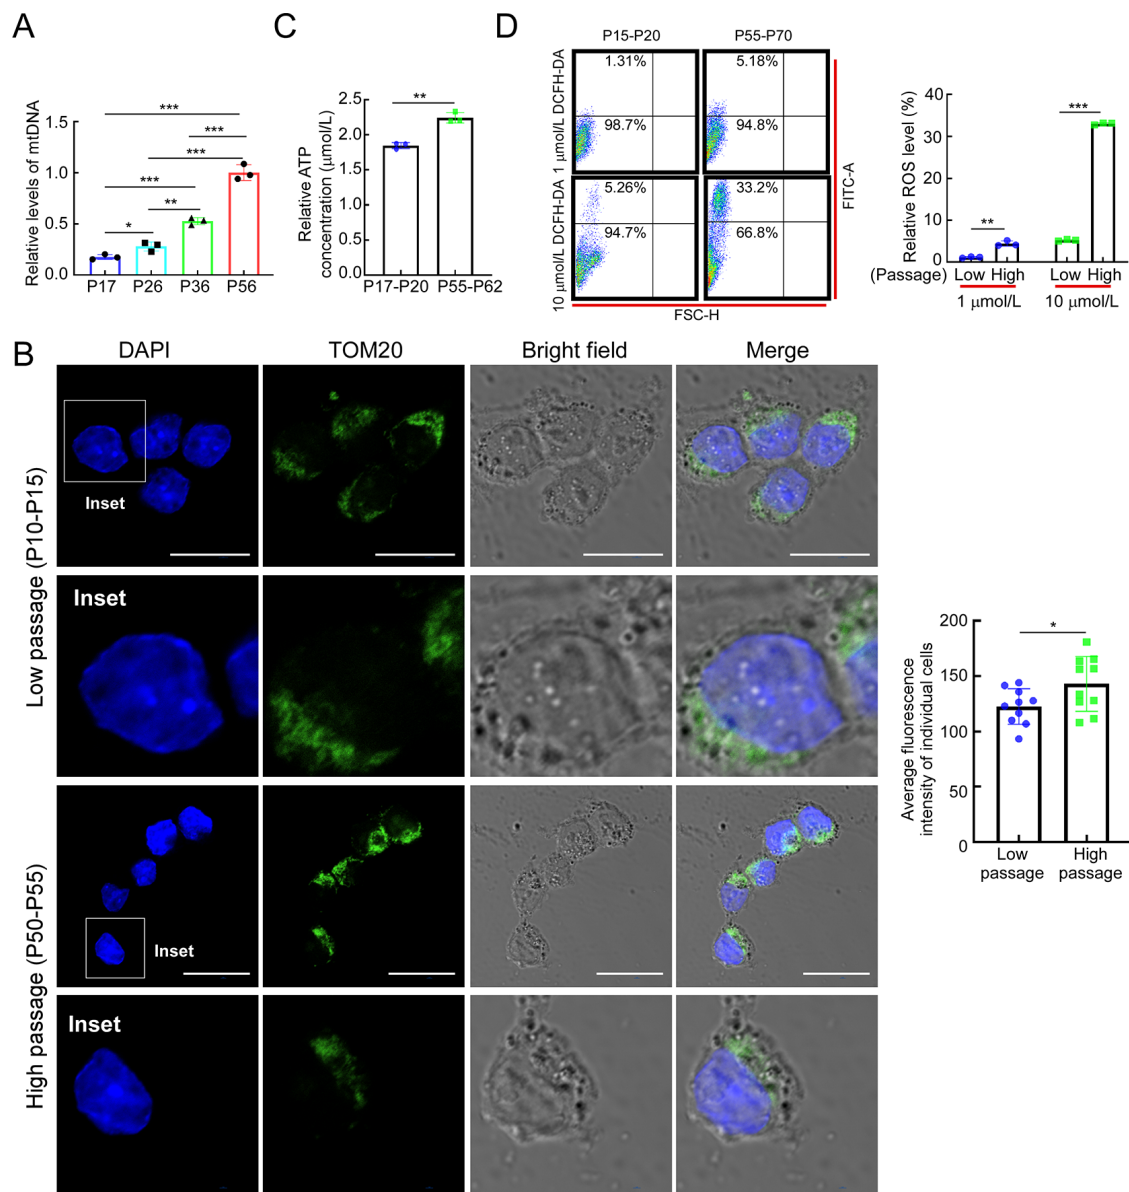 A
Relative levels of mtDNA
1.5
1.0
0.5
0.0
***
***
***
***
**
*
P17 P26 P36 P56
C
Relative ATP
concentration (μmol/L)
2.5
2.0
1.5
1.0
0.5
0.0
**
P17-P20 P55-P62
D
P15-P20 P55-P70
1 μmol/L DCFH-DA
1.31% 5.18%
98.7% 94.8%
10 μmol/L DCFH-DA
5.26% 33.2%
94.7% 66.8%
FITC-A
FSC-H
Relative ROS level (%)
40
30
20
10
0
**
***
(Passage) Low High Low High
1 μmol/L 10 μmol/L
B
DAPI TOM20 Bright field Merge
Low passage (P10-P15)
Inset
Inset
High passage (P50-P55)
Inset
Inset
Average fluorescence
intensity of individual cells
200
150
100
50
0
*
Low High
passage passage